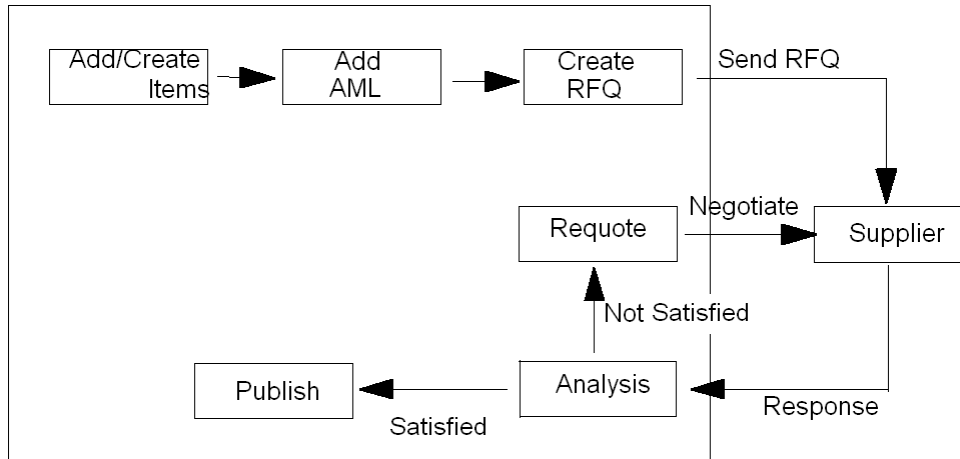 Add/Create
Items
Add
AML
Create
RFQ
Send RFQ
Requote
Negotiate
Supplier
Not Satisfied
Publish
Satisfied
Analysis
Response